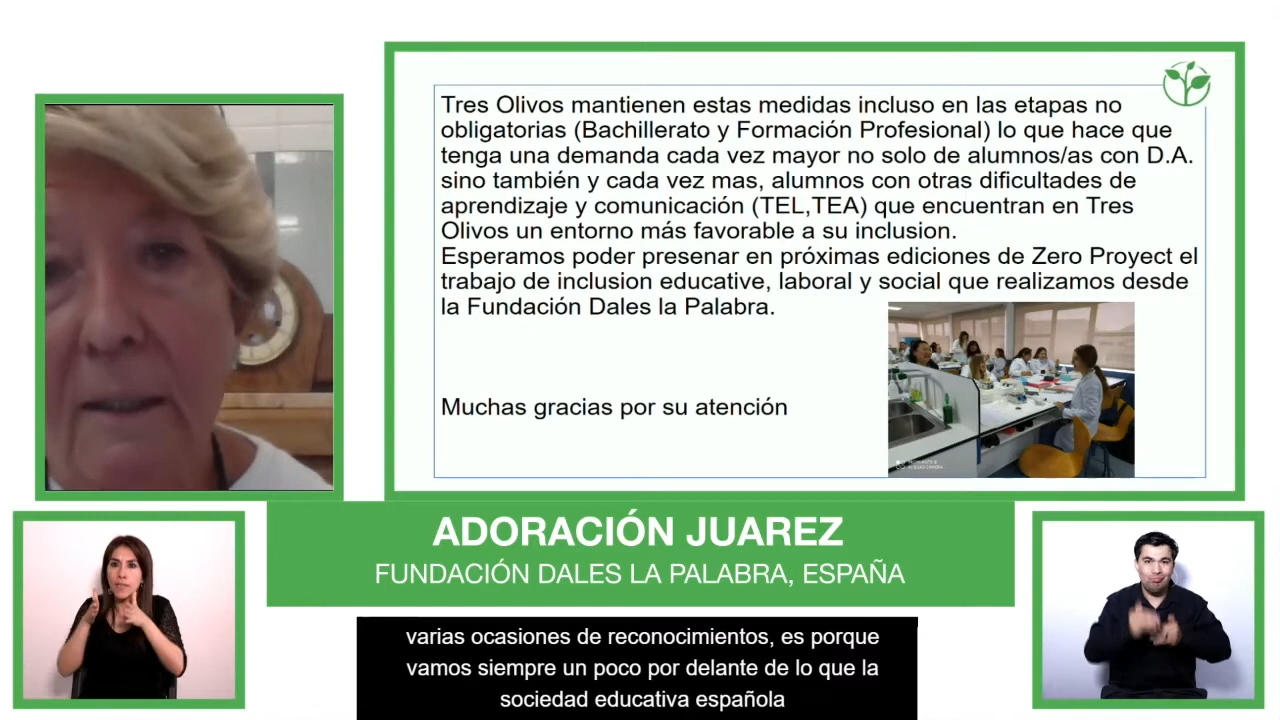 Tres Olivos mantienen estas medidas incluso en las etapas no
obligatorias (Bachillerato y Formación Profesional) lo que hace que
tenga una demanda cada vez mayor no solo de alumnos/as con D.A.
sino también y cada vez mas, alumnos con otras dificultades de
aprendizaje y comunicación (TEL,TEA) que encuentran en Tres
Olivos un entorno más favorable a su inclusion.
Esperamos poder presenar en próximas ediciones de Zero Proyect el
trabajo de inclusion educative, laboral y social que realizamos desde
la Fundación Dales la Palabra.
Muchas gracias por su atención
ADORACIÓN JUAREZ
FUNDACIÓN DALES LA PALABRA, ESPAÑA
varias ocasiones de reconocimientos, es porque
vamos siempre un poco por delante de lo que la
sociedad educativa española